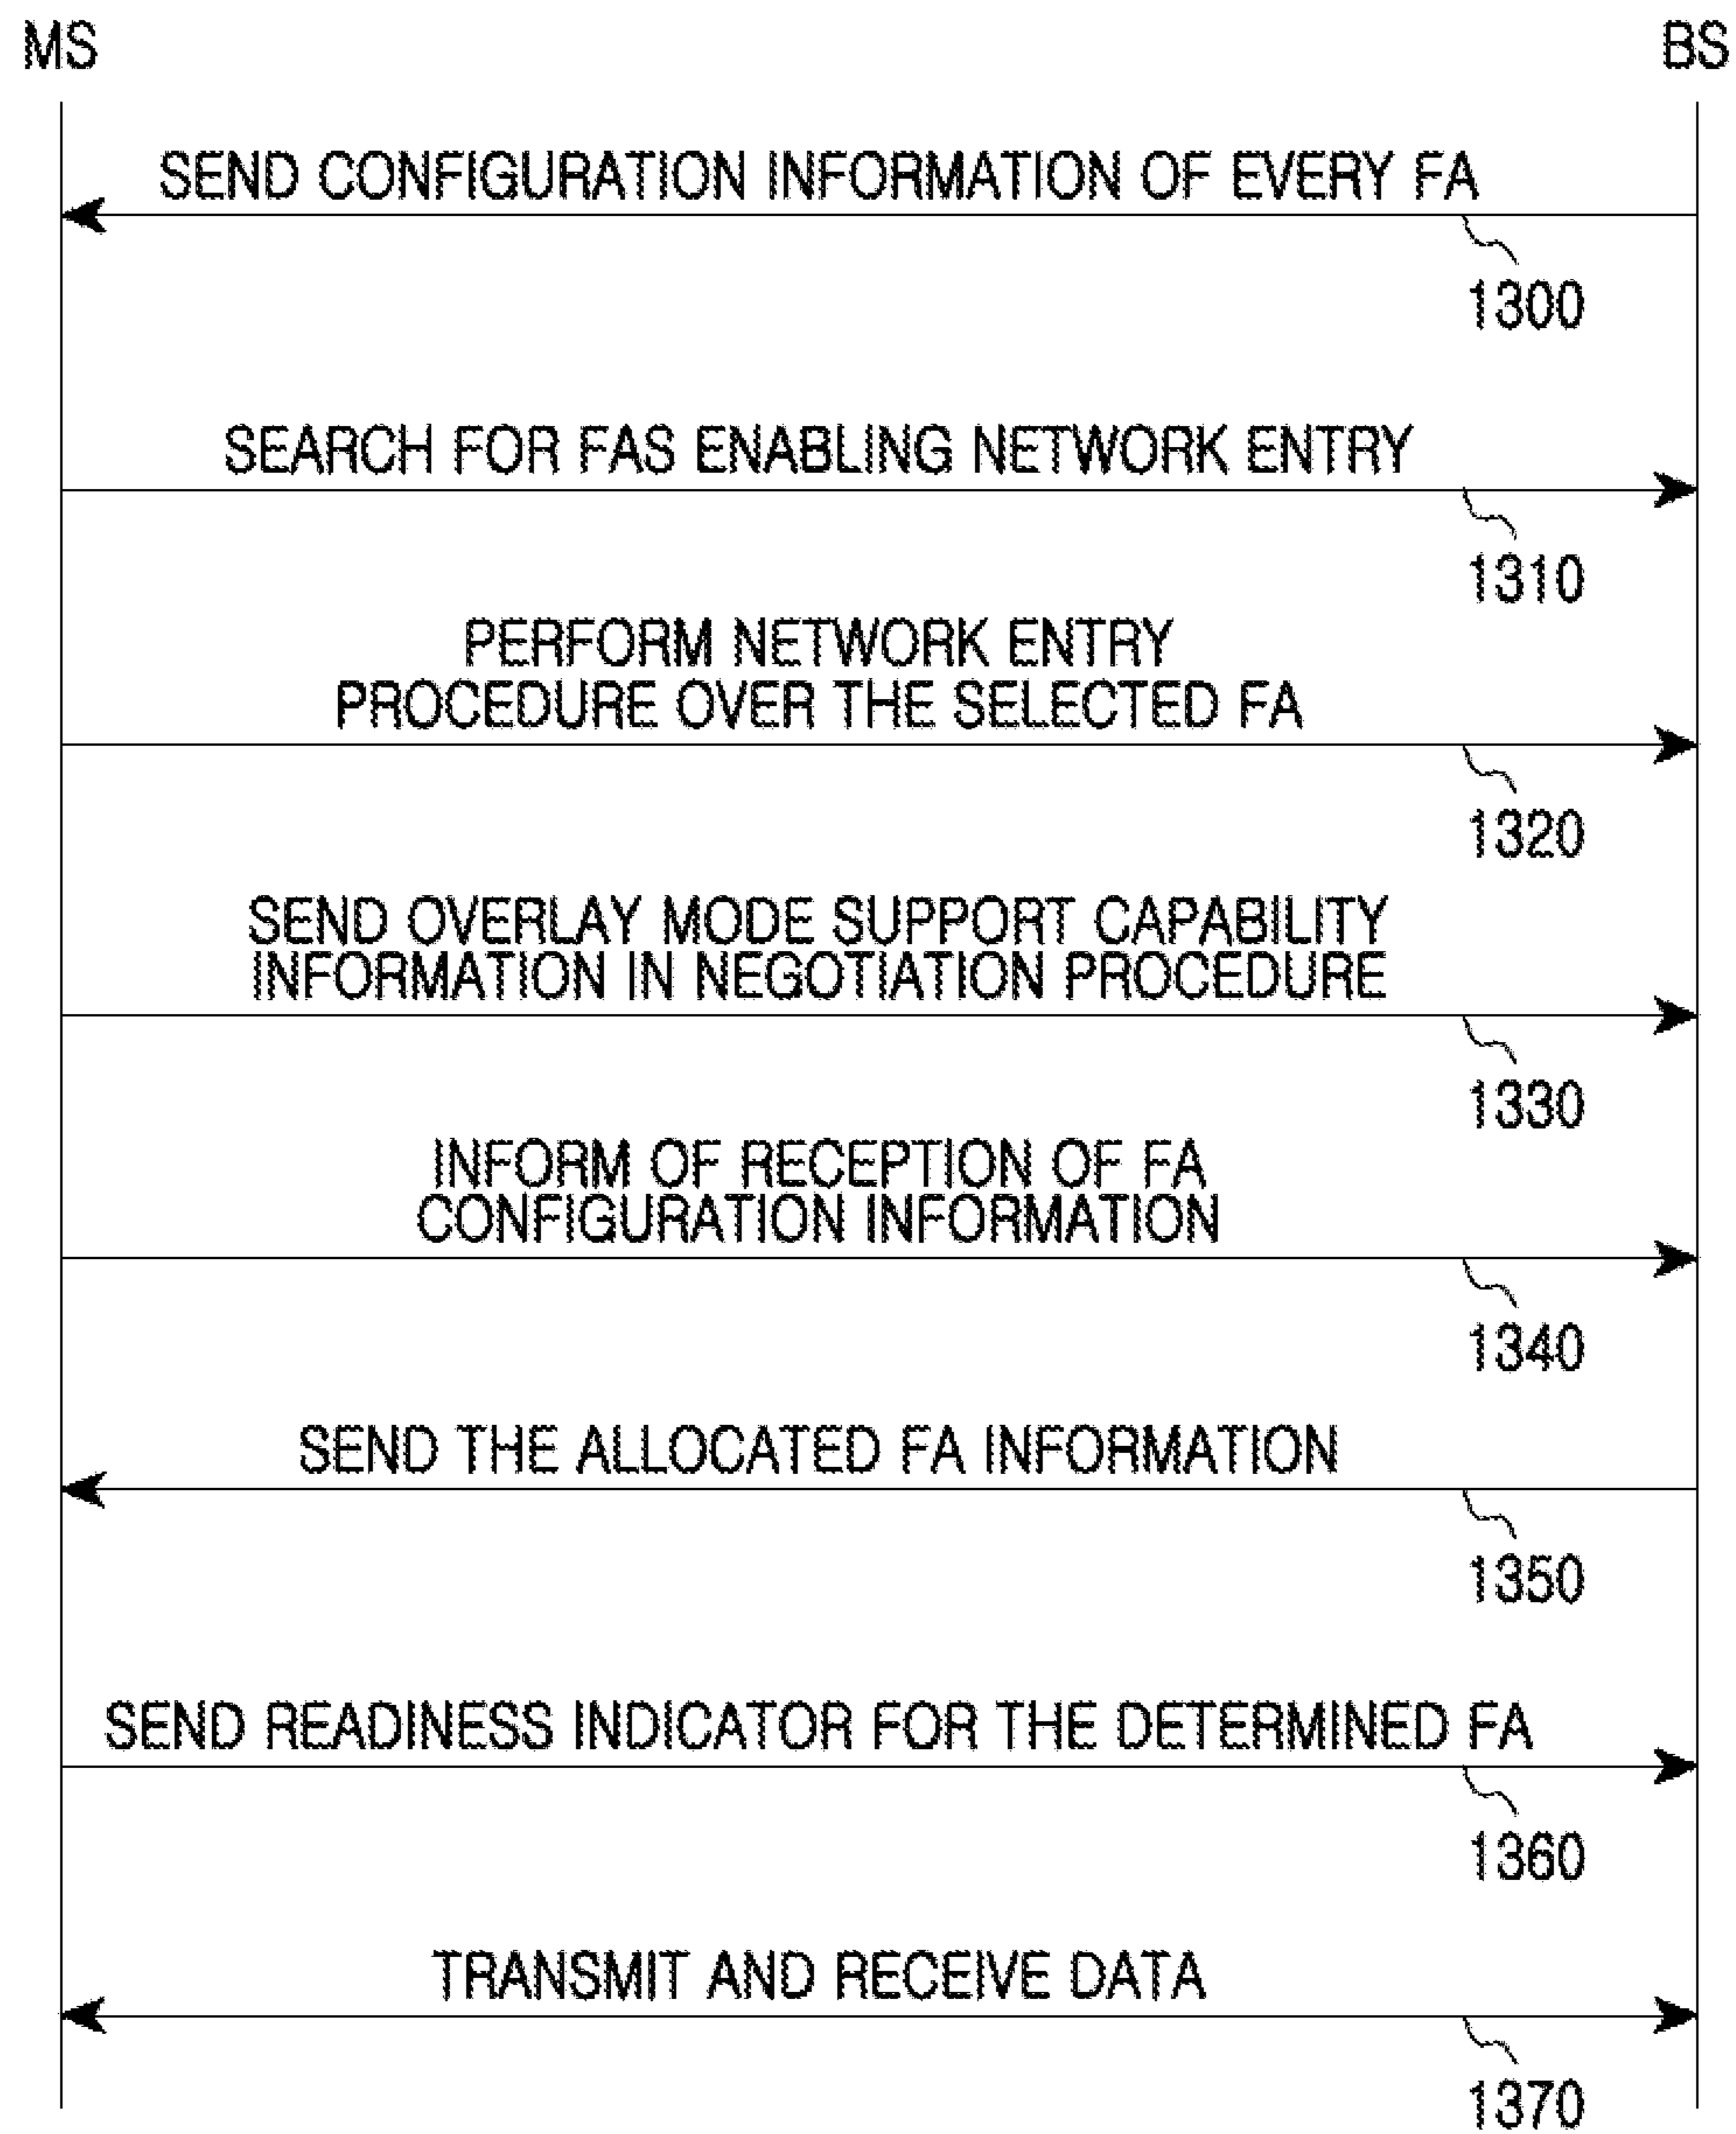 MS
BS
SEND CONFIGURATION INFORMATION OF EVERY FA
1300
SEARCH FOR FAS ENABLING NETWORK ENTRY
1310
PERFORM NETWORK ENTRY
PROCEDURE OVER THE SELECTED FA
1320
SEND OVERLAY MODE SUPPORT CAPABILITY
INFORMATION IN NEGOTIATION PROCEDURE
1330
INFORM OF RECEPTION OF FA
CONFIGURATION INFORMATION
1340
SEND THE ALLOCATED FA INFORMATION
1350
SEND READINESS INDICATOR FOR THE DETERMINED FA
1360
TRANSMIT AND RECEIVE DATA
1370